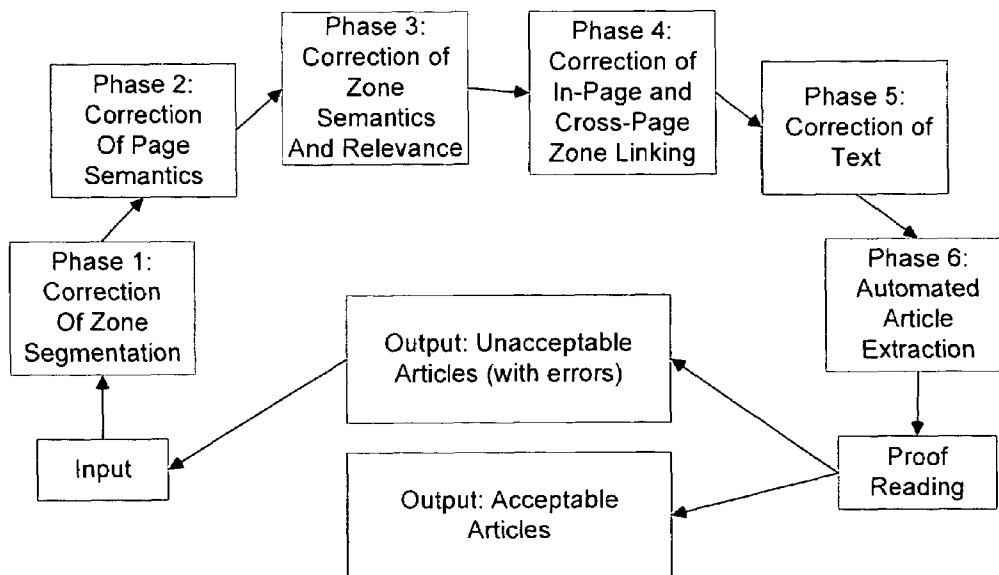 Phase 1:
Correction
Of Zone
Segmentation
Phase 2:
Correction
Of Page
Semantics
Phase 3:
Correction of
Zone
Semantics
And Relevance
Phase 4:
Correction of
In-Page and
Cross-Page
Zone Linking
Phase 5:
Correction of
Text
Phase 6:
Automated
Article
Extraction
Proof
Reading
Output: Unacceptable
Articles (with errors)
Output: Acceptable
Articles
Input